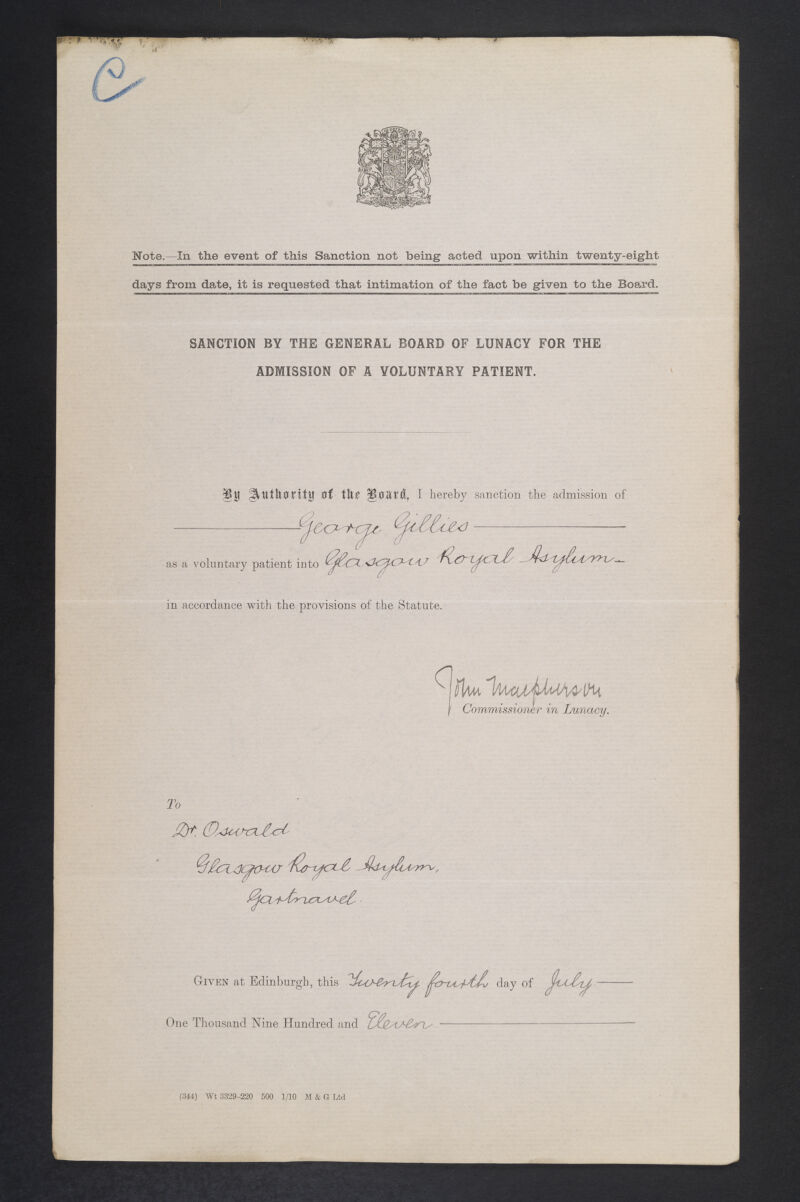 C
Note.—In the event of this Sanction not being acted upon within twenty-eight
days from date, it is requested that intimation of the fact be given to the Board.
SANCTION BY THE GENERAL BOARD OF LUNACY FOR THE
ADMISSION OF A VOLUNTARY PATIENT.
By Authority of the Board, I hereby sanction the admission of
George Gillies
as a voluntary patient into Glasgow Royal Asylum
in accordance with the provisions of the Statute.
John Macpherson
Commissioner in Lunacy.
To
Dr. Oswald
Glasgow Royal Asylum,
Gartnavel.
GIVEN at Edinburgh, this Twenty fourth day of July
One Thousand Nine Hundred and Eleven
(344) Wt 3329–220 500 1/10 M & G Ltd